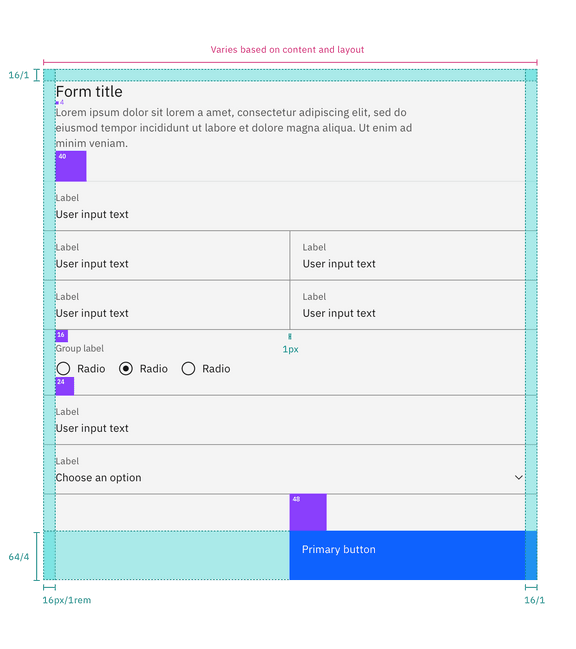 Varies based on content and layout
16/1
Form title
4
Lorem ipsum dolor sit lorem a amet, consectetur adipiscing elit, sed do
eiusmod tempor incididunt ut labore et dolore magna aliqua. Ut enim ad
minim veniam.
40
Label
User input text
Label Label
User input text User input text
Label Label
User input text User input text
16
Group label
1px
Radio Radio Radio
24
Label
User input text
Label
Choose an option
48
Primary button
64/4
16px/1rem 16/1